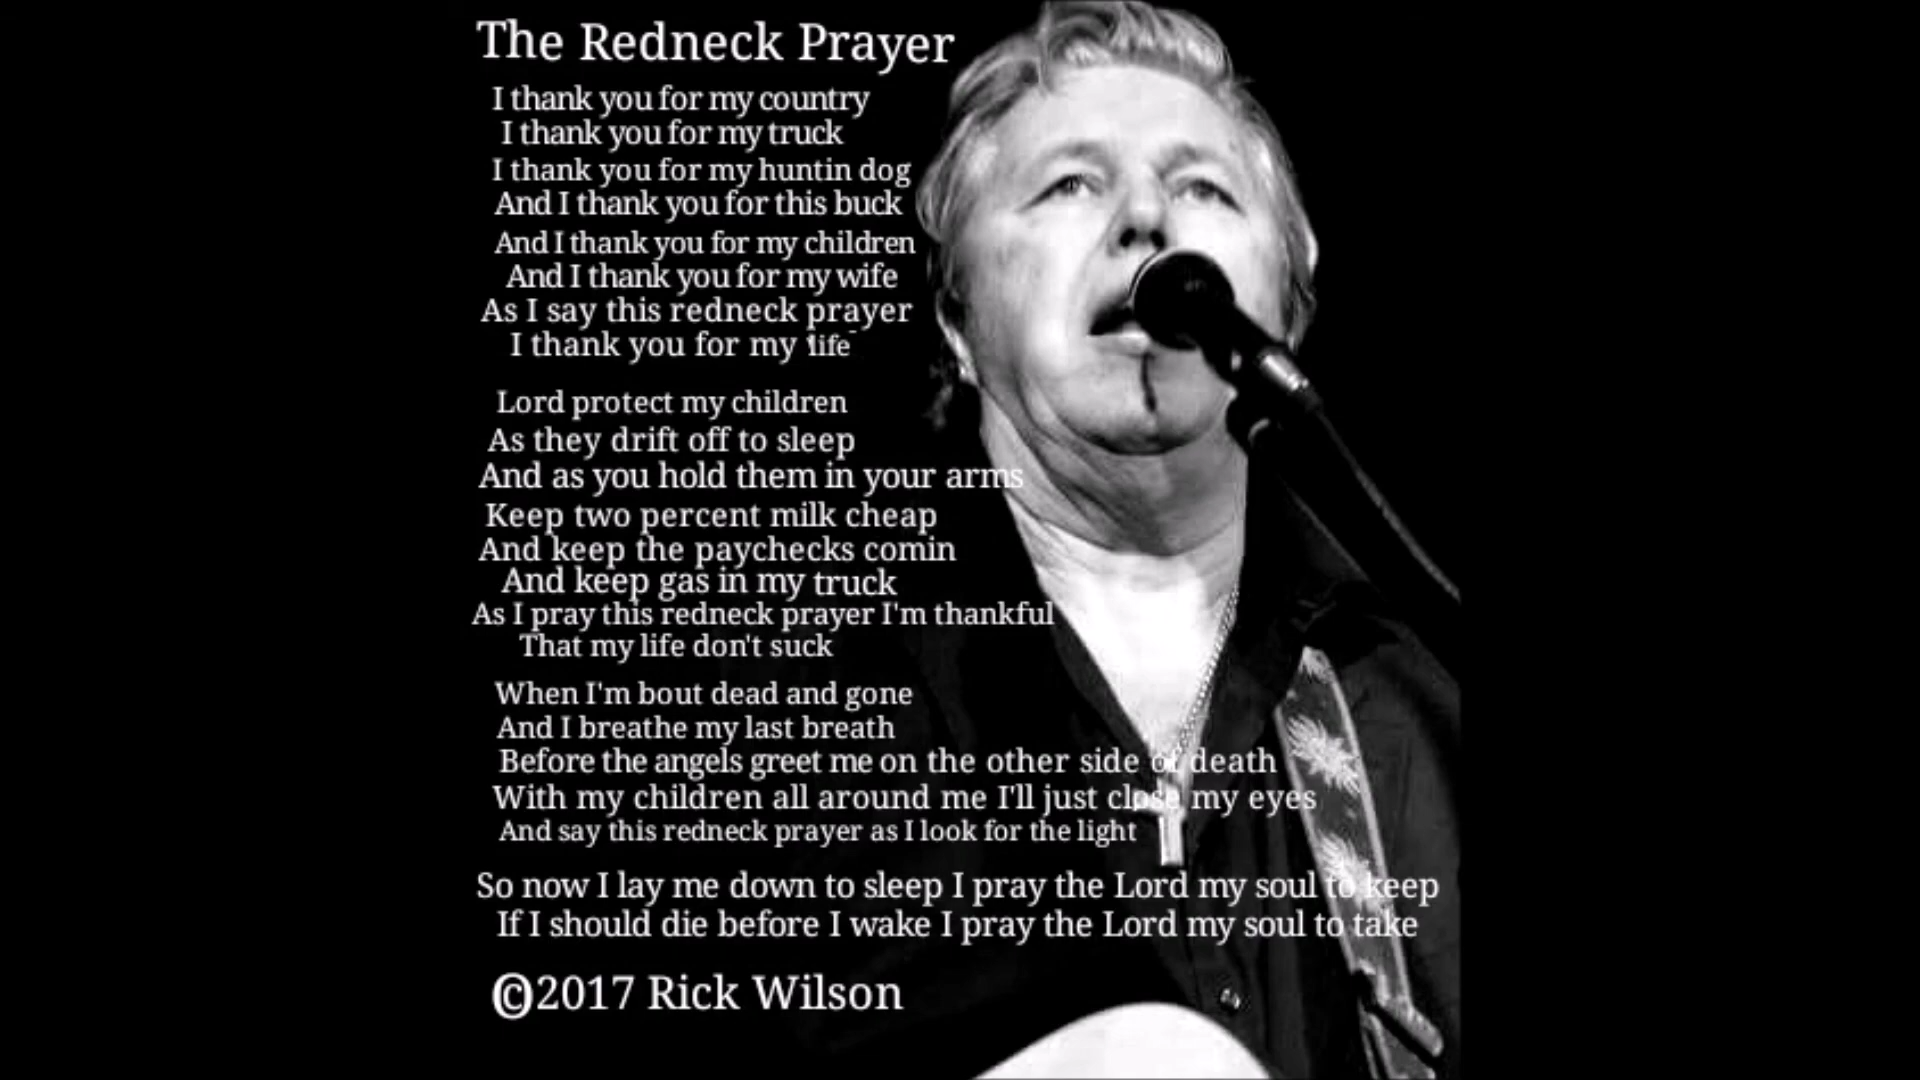 The Redneck Prayer
I thank you for my country
I thank you for my truck
I thank you for my huntin dog
And I thank you for this buck
And I thank you for my children
And I thank you for my wife
As I say this redneck prayer
I thank you for my life
Lord protect my children
As they drift off to sleep
And as you hold them in your arms
Keep two percent milk cheap
And keep the paychecks comin
And keep gas in my truck
As I pray this redneck prayer I'm thankful
That my life don't suck
When I'm bout dead and gone
And I breathe my last breath
Before the angels greet me on the other side of death
With my children all around me I'll just close my eyes
And say this redneck prayer as I look for the light
So now I lay me down to sleep I pray the Lord my soul to keep
If I should die before I wake I pray the Lord my soul to take
©2017 Rick Wilson